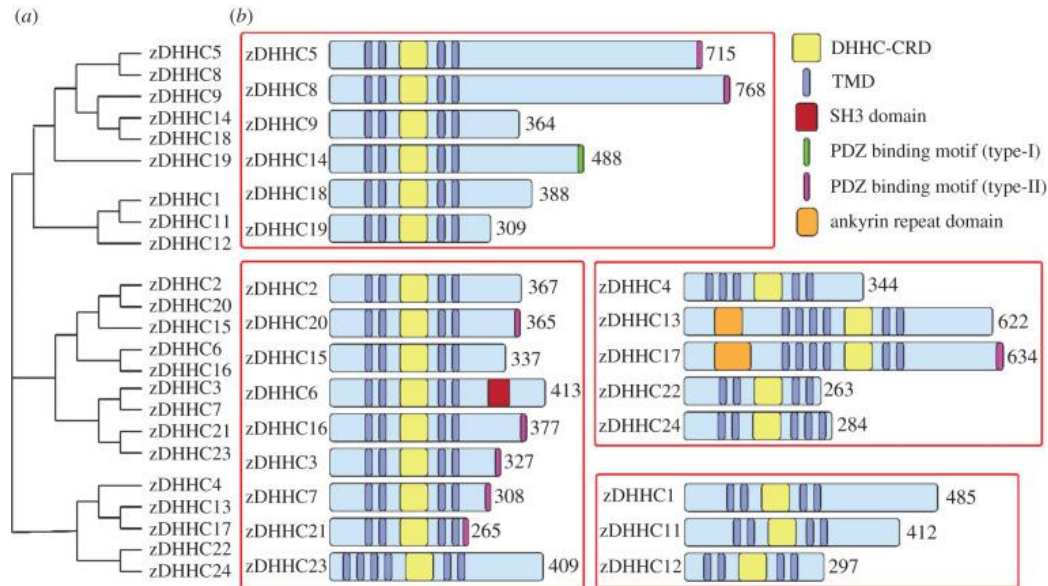 (a)
zDHHC5
zDHHC8
zDHHC9
zDHHC14
zDHHC18
zDHHC19
zDHHC1
zDHHC11
zDHHC12
zDHHC2
zDHHC20
zDHHC15
zDHHC6
zDHHC16
zDHHC3
zDHHC7
zDHHC21
zDHHC23
zDHHC4
zDHHC13
zDHHC17
zDHHC22
zDHHC24
(b)
zDHHC5 715
zDHHC8 768
zDHHC9 364
zDHHC14 488
zDHHC18 388
zDHHC19 309
DHHC-CRD
TMD
SH3 domain
PDZ binding motif (type-I)
PDZ binding motif (type-II)
ankyrin repeat domain
zDHHC2 367
zDHHC20 365
zDHHC15 337
zDHHC6 413
zDHHC16 377
zDHHC3 327
zDHHC7 308
zDHHC21 265
zDHHC23 409
zDHHC4 344
zDHHC13 622
zDHHC17 634
zDHHC22 263
zDHHC24 284
zDHHC1 485
zDHHC11 412
zDHHC12 297